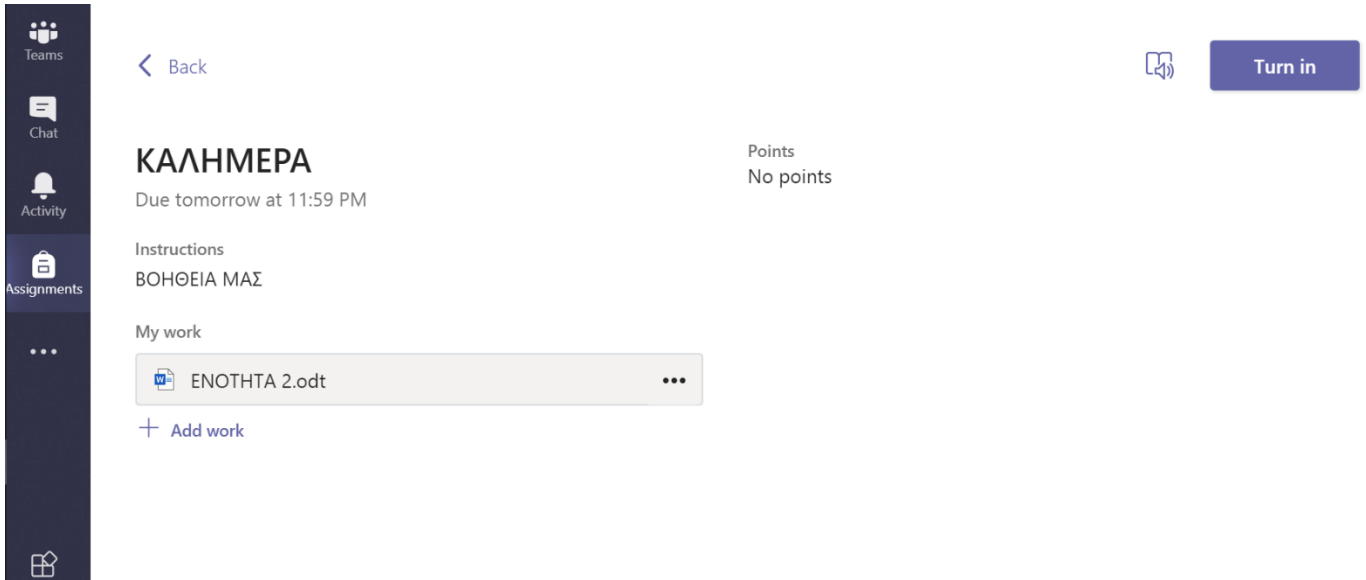 Teams
Chat
Activity
Assignments
Back
Turn in
ΚΑΛΗΜΕΡΑ
Due tomorrow at 11:59 PM
Instructions
ΒΟΗΘΕΙΑ ΜΑΣ
My work
ΕΝΟΤΗΤΑ 2.odt
Add work
Points
No points